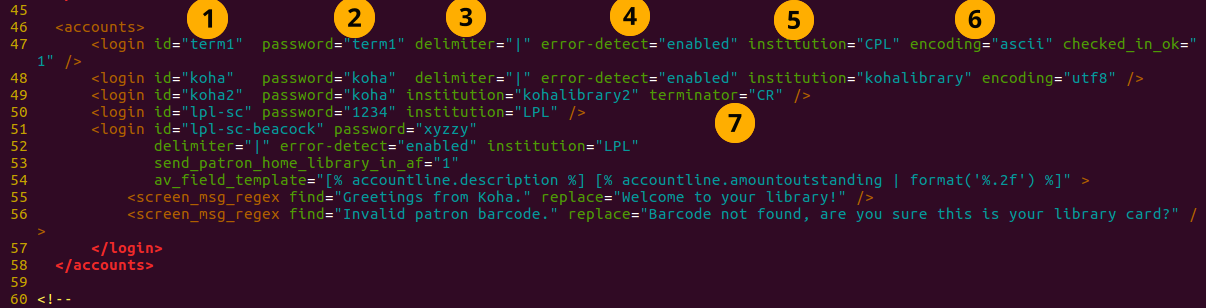 45
1 2 3 4 5 6
46 <accounts>
47 <login id="term1" password="term1" delimiter="|" error-detect="enabled" institution="CPL" encoding="ascii" checked_in_ok="
1" />
48 <login id="koha" password="koha" delimiter="|" error-detect="enabled" institution="kohalibrary" encoding="utf8" />
49 <login id="koha2" password="koha" institution="kohalibrary2" terminator="CR" />
50 <login id="lpl-sc" password="1234" institution="LPL" />
7
51 <login id="lpl-sc-beacock" password="xyzzy"
52 delimiter="|" error-detect="enabled" institution="LPL"
53 send_patron_home_library_in_af="1"
54 av_field_template="[% accountline.description %] [% accountline.amountoutstanding | format('%.2f') %]" >
55 <screen_msg_regex find="Greetings from Koha." replace="Welcome to your library!" />
56 <screen_msg_regex find="Invalid patron barcode." replace="Barcode not found, are you sure this is your library card?" /
>
57 </login>
58 </accounts>
59
60 <!--